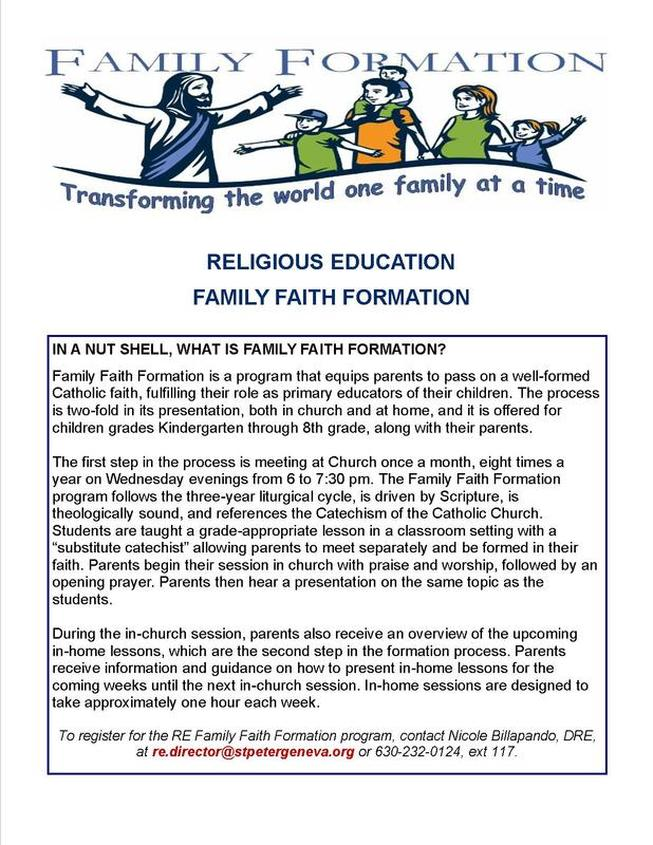 FAMILY FORMATION
Transforming the world one family at a time
RELIGIOUS EDUCATION
FAMILY FAITH FORMATION
IN A NUT SHELL, WHAT IS FAMILY FAITH FORMATION?
Family Faith Formation is a program that equips parents to pass on a well-formed
Catholic faith, fulfilling their role as primary educators of their children. The process
is two-fold in its presentation, both in church and at home, and it is offered for
children grades Kindergarten through 8th grade, along with their parents.
The first step in the process is meeting at Church once a month, eight times a
year on Wednesday evenings from 6 to 7:30 pm. The Family Faith Formation
program follows the three-year liturgical cycle, is driven by Scripture, is
theologically sound, and references the Catechism of the Catholic Church.
Students are taught a grade-appropriate lesson in a classroom setting with a
“substitute catechist” allowing parents to meet separately and be formed in their
faith. Parents begin their session in church with praise and worship, followed by an
opening prayer. Parents then hear a presentation on the same topic as the
students.
During the in-church session, parents also receive an overview of the upcoming
in-home lessons, which are the second step in the formation process. Parents
receive information and guidance on how to present in-home lessons for the
coming weeks until the next in-church session. In-home sessions are designed to
take approximately one hour each week.
To register for the RE Family Faith Formation program, contact Nicole Billapando, DRE,
at re.director@stpetergeneva.org or 630-232-0124, ext 117.